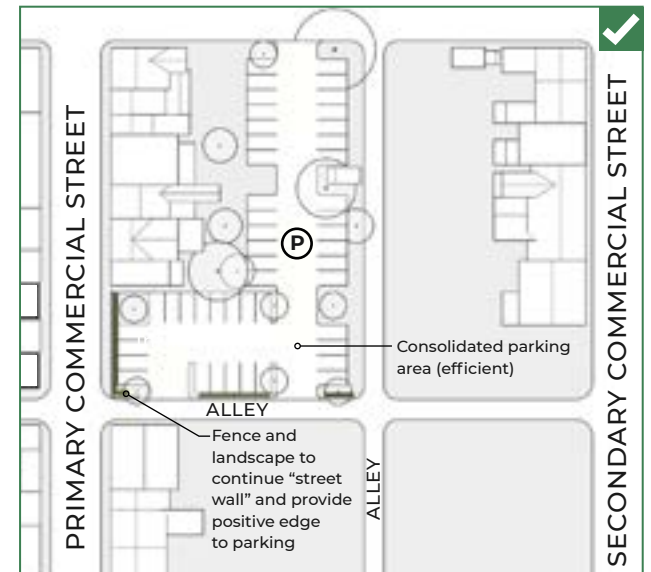 PRIMARY COMMERCIAL STREET
SECONDARY COMMERCIAL STREET
P
Consolidated parking
area (efficient)
ALLEY
Fence and
landscape to
continue “street
wall” and provide
positive edge
to parking
ALLEY